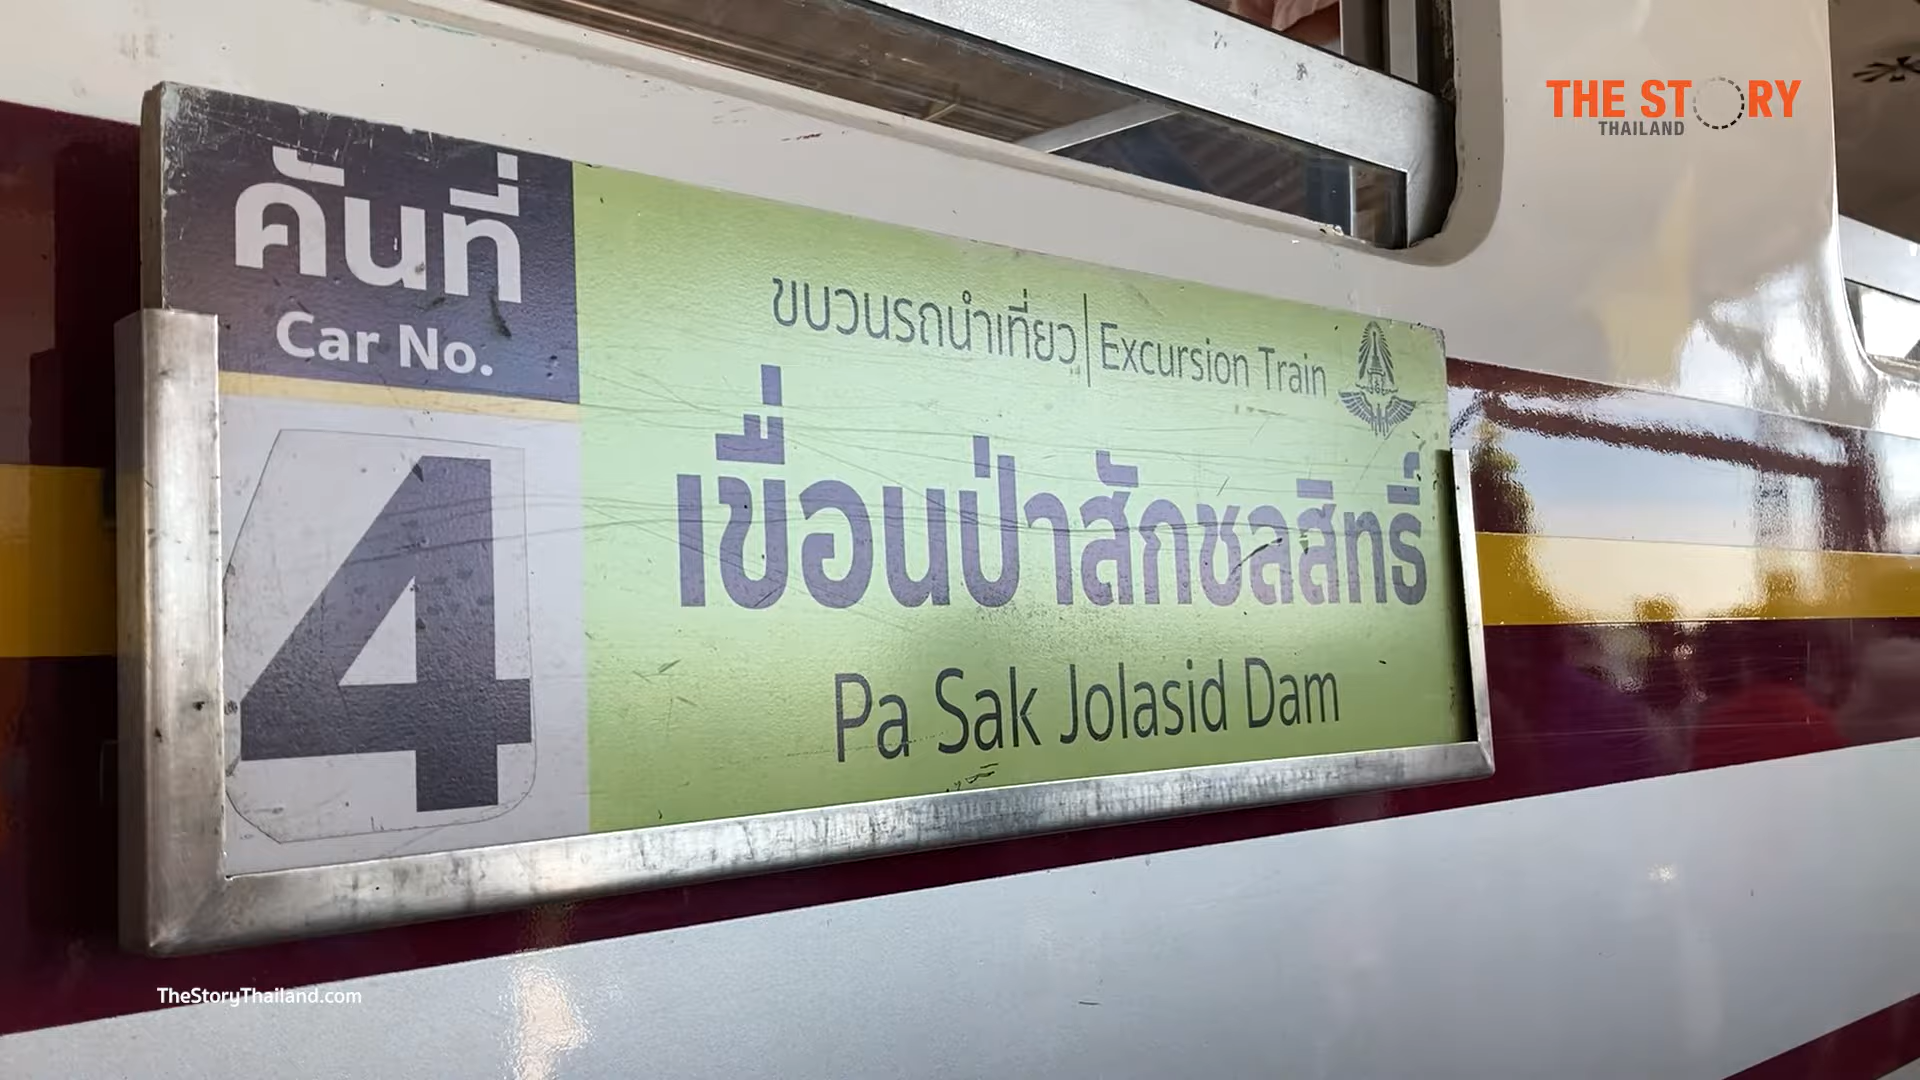 THE STORY
THAILAND
คันที่
Car No.
4
ขบวนรถนำเที่ยว | Excursion Train
เขื่อนป่าสักชลสิทธิ์
Pa Sak Jolasid Dam
TheStoryThailand.com